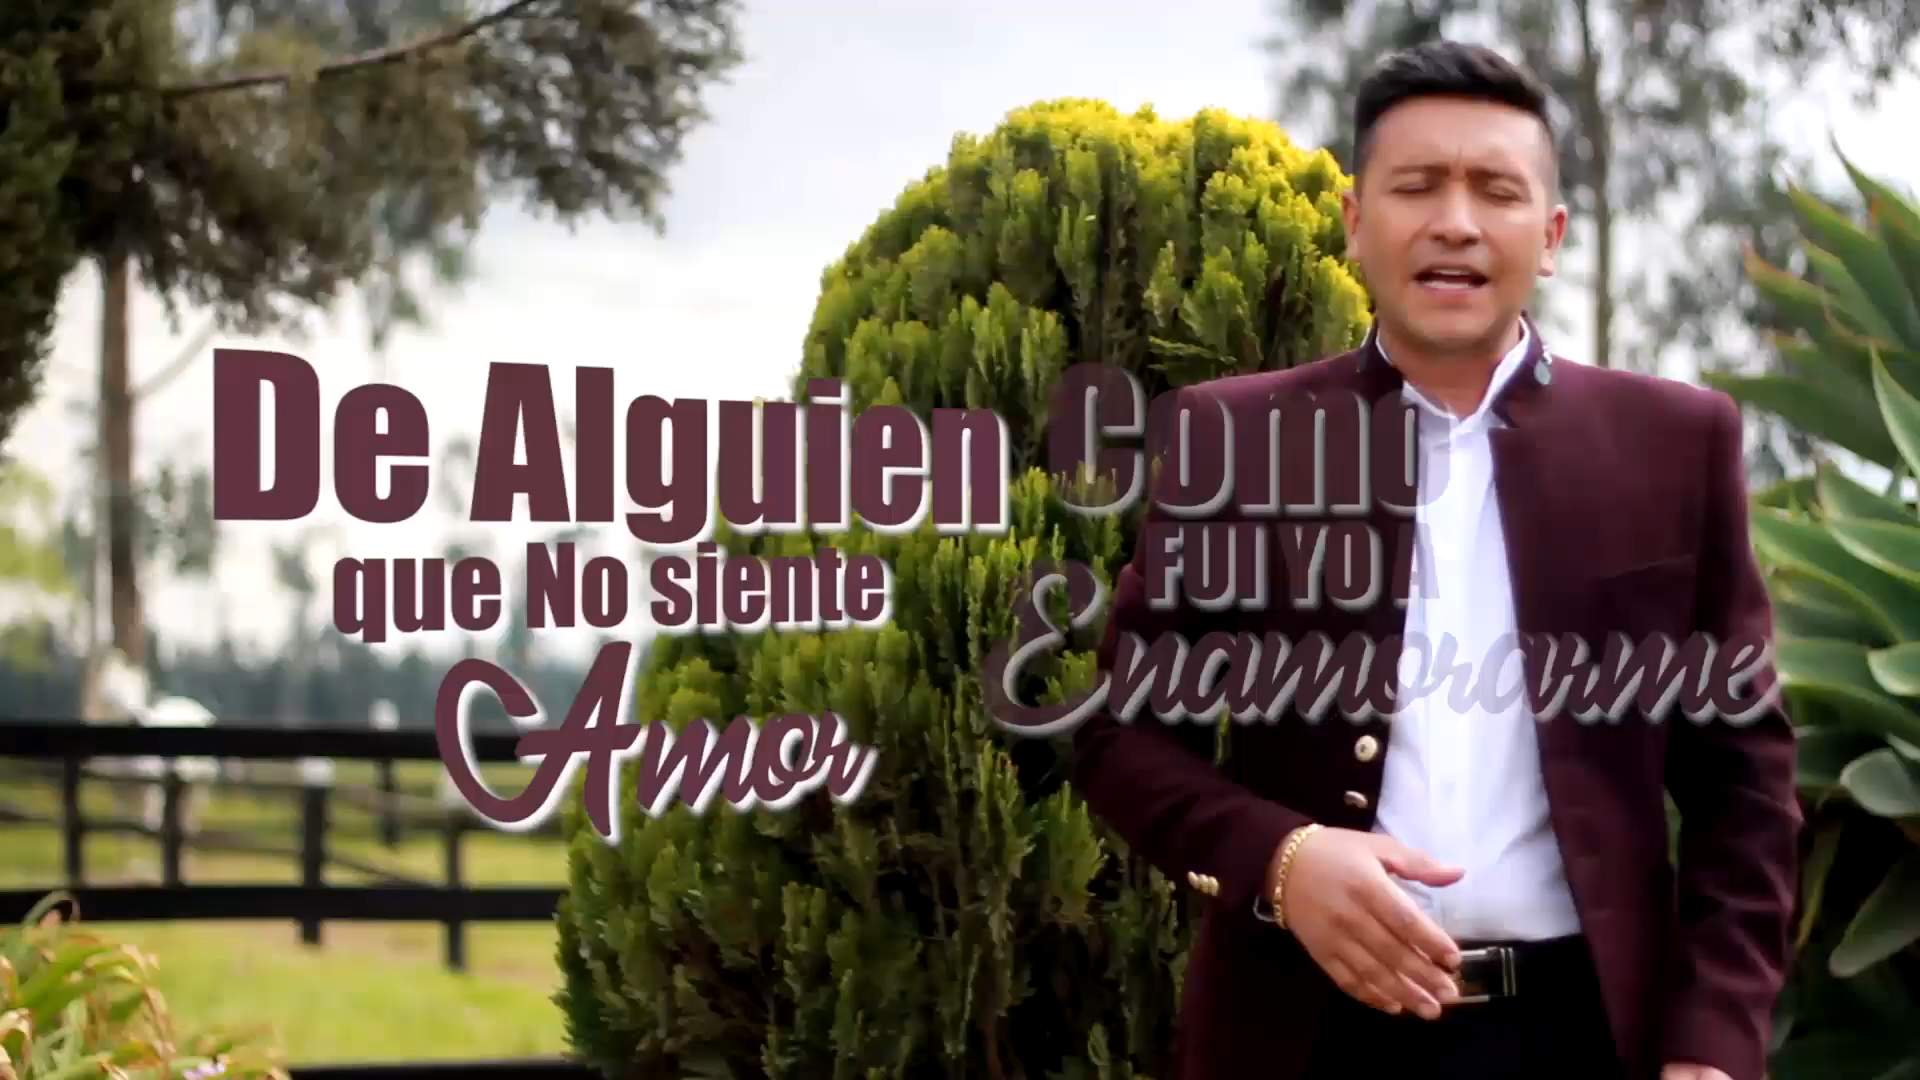 Como
FUI YO A
Enamorarme
De Alguien
que No siente
Amor